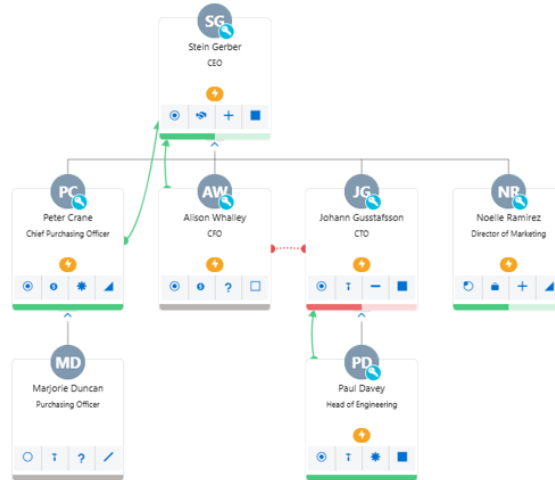 SG
Stein Gerber
CEO
PC
Peter Crane
Chief Purchasing Officer
AW
Alison Whalley
CFO
JG
Johann Gusstafsson
CTO
NR
Noelle Ramirez
Director of Marketing
?
MD
Marjorie Duncan
Purchasing Officer
?
PD
Paul Davey
Head of Engineering